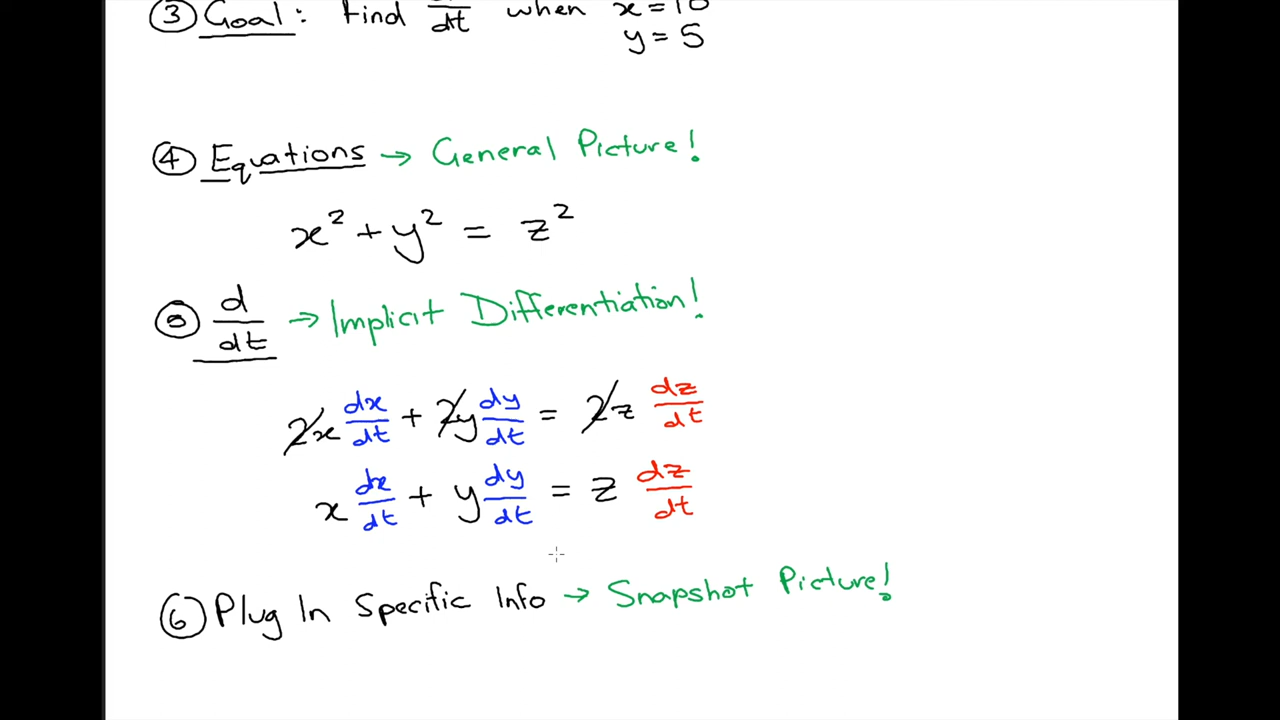 ③ Goal: Find dz/dt when x = 10
y = 5
④ Equations → General Picture!
x² + y² = z²
⑤ d/dt → Implicit Differentiation!
2x dx/dt + 2y dy/dt = 2z dz/dt
x dx/dt + y dy/dt = z dz/dt
⑥ Plug In Specific Info → Snapshot Picture!